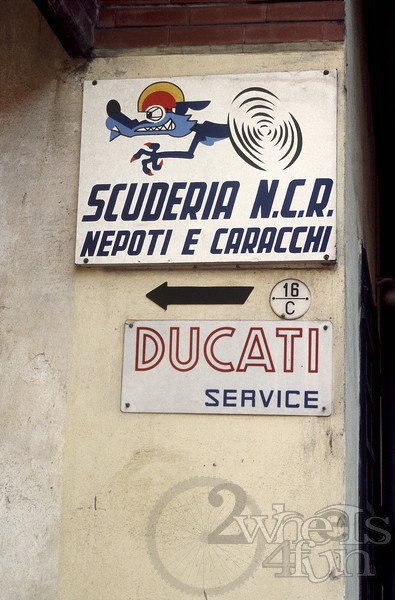 SCUDERIA N.C.R.
NEPOTI E CARACCHI
16
C
DUCATI
SERVICE
2wheels
4fun